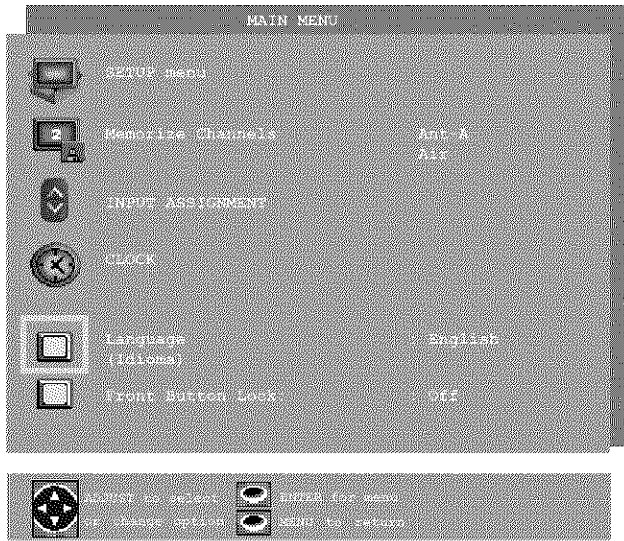 MAIN MENU
SETUP menu
2
Memorize Channels Ant-A
Air
INPUT ASSIGNMENT
CLOCK
Language English
(Idioma)
Front Button Lock: Off
ADJUST to select ENTER for menu
or change option MENU to return